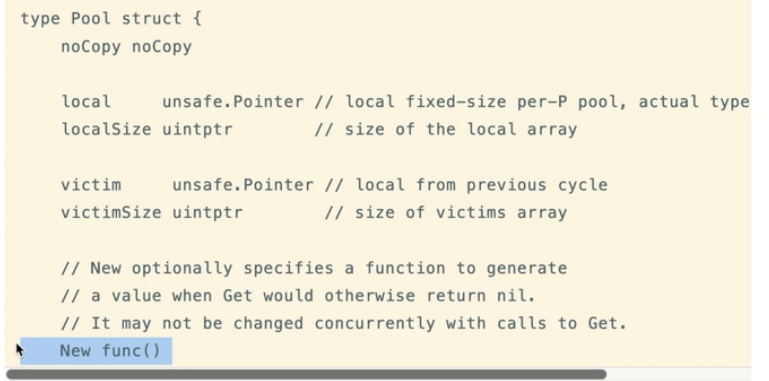 type Pool struct {
noCopy noCopy
local unsafe.Pointer // local fixed-size per-P pool, actual type
localSize uintptr // size of the local array
victim unsafe.Pointer // local from previous cycle
victimSize uintptr // size of victims array
// New optionally specifies a function to generate
// a value when Get would otherwise return nil.
// It may not be changed concurrently with calls to Get.
New func()